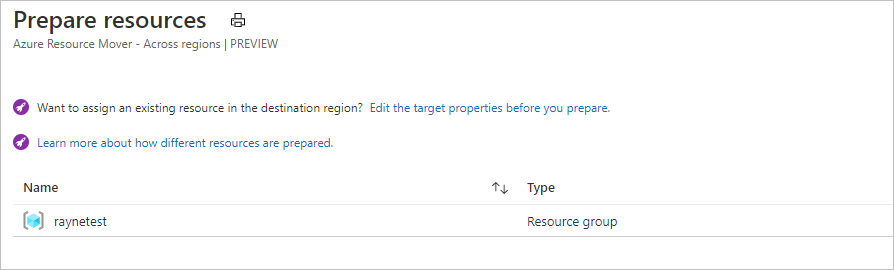 Prepare resources
Azure Resource Mover - Across regions | PREVIEW
Want to assign an existing resource in the destination region? Edit the target properties before you prepare.
Learn more about how different resources are prepared.
Name Type
raynetest Resource group